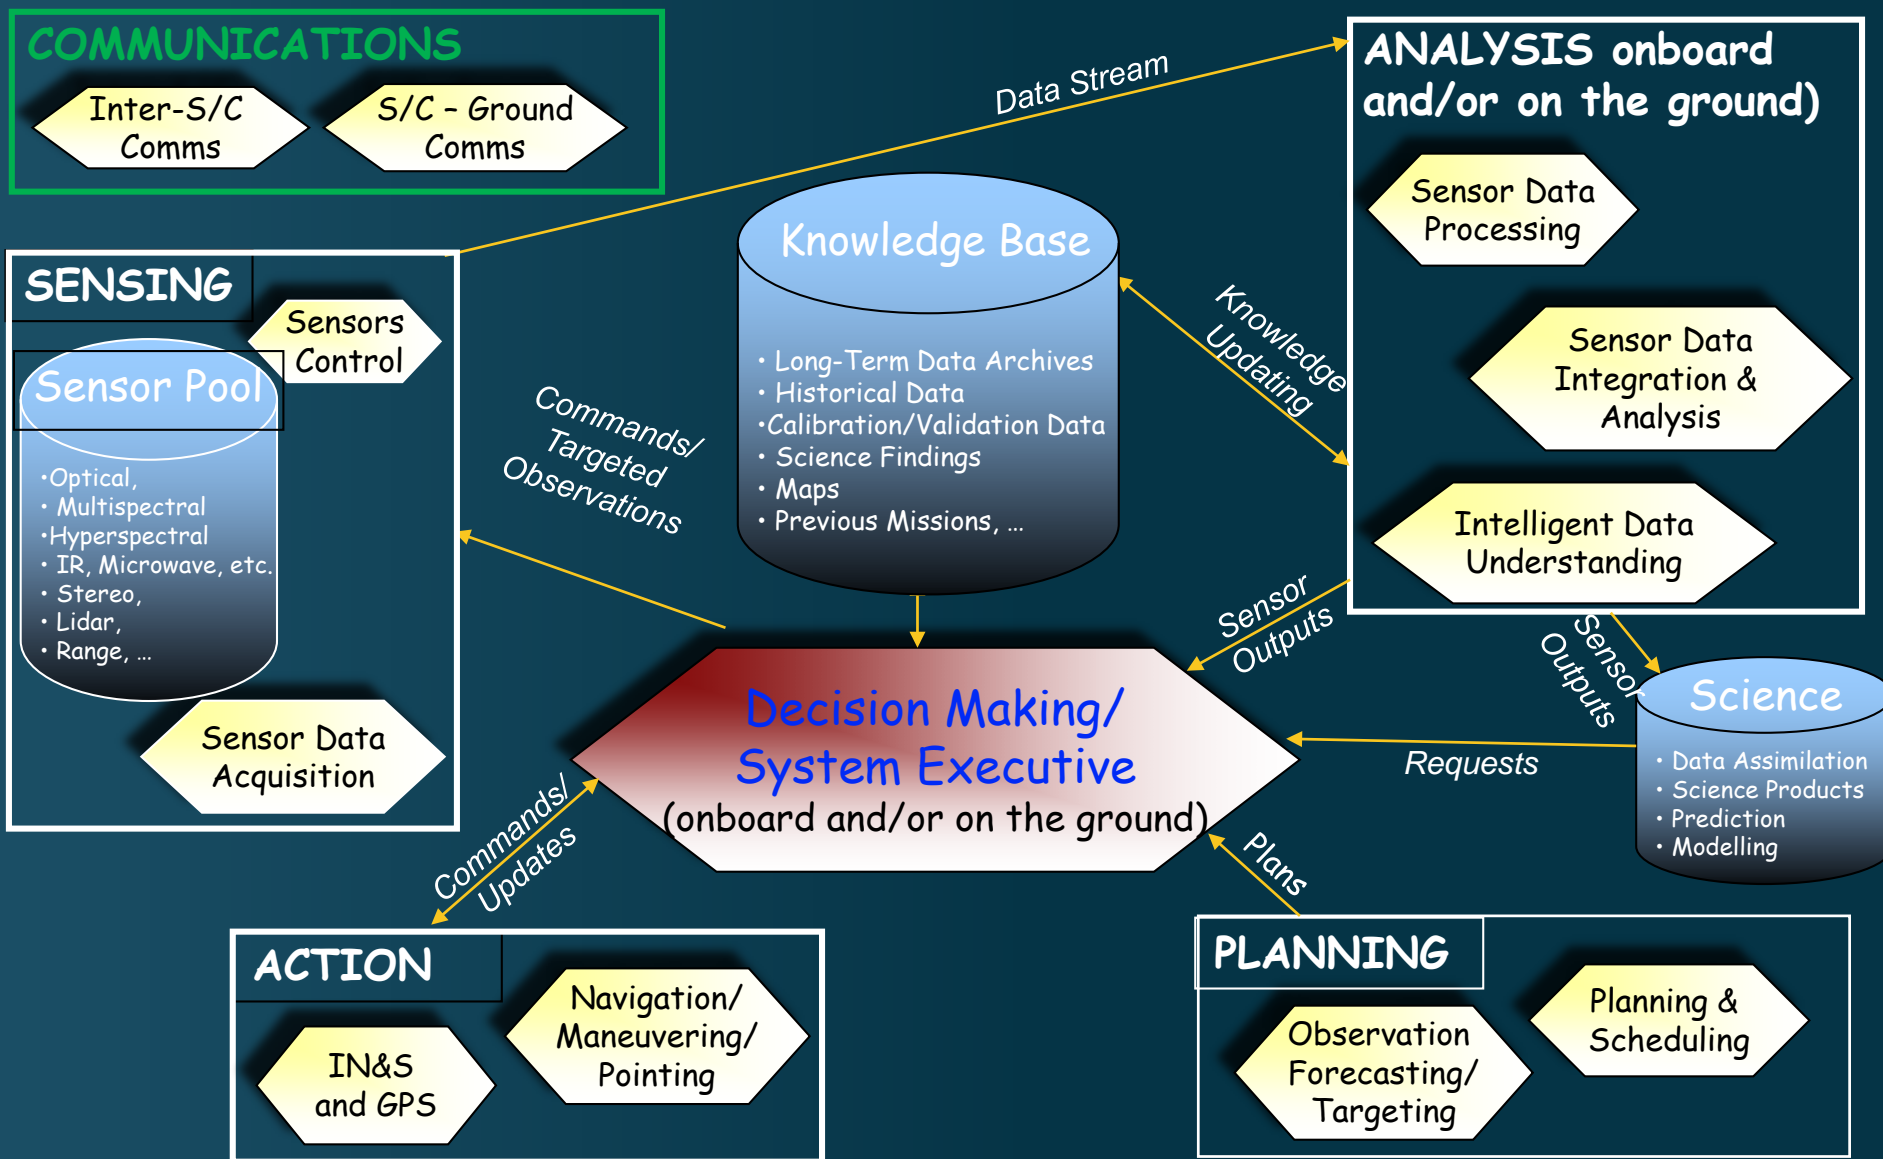 COMMUNICATIONS
Inter-S/C
Comms
S/C – Ground
Comms
Data Stream
ANALYSIS onboard
and/or on the ground)
Sensor Data
Processing
Sensor Data
Integration &
Analysis
Intelligent Data
Understanding
SENSING
Sensors
Control
Sensor Pool
•Optical,
• Multispectral
•Hyperspectral
• IR, Microwave, etc.
• Stereo,
• Lidar,
• Range, …
Sensor Data
Acquisition
Commands/
Targeted
Observations
Knowledge Base
• Long-Term Data Archives
• Historical Data
•Calibration/Validation Data
• Science Findings
• Maps
• Previous Missions, …
Knowledge
Updating
Sensor
Outputs
Sensor
Outputs
Decision Making/
System Executive
(onboard and/or on the ground)
Requests
Science
• Data Assimilation
• Science Products
• Prediction
• Modelling
Commands/
Updates
Plans
ACTION
IN&S
and GPS
Navigation/
Maneuvering/
Pointing
PLANNING
Observation
Forecasting/
Targeting
Planning &
Scheduling